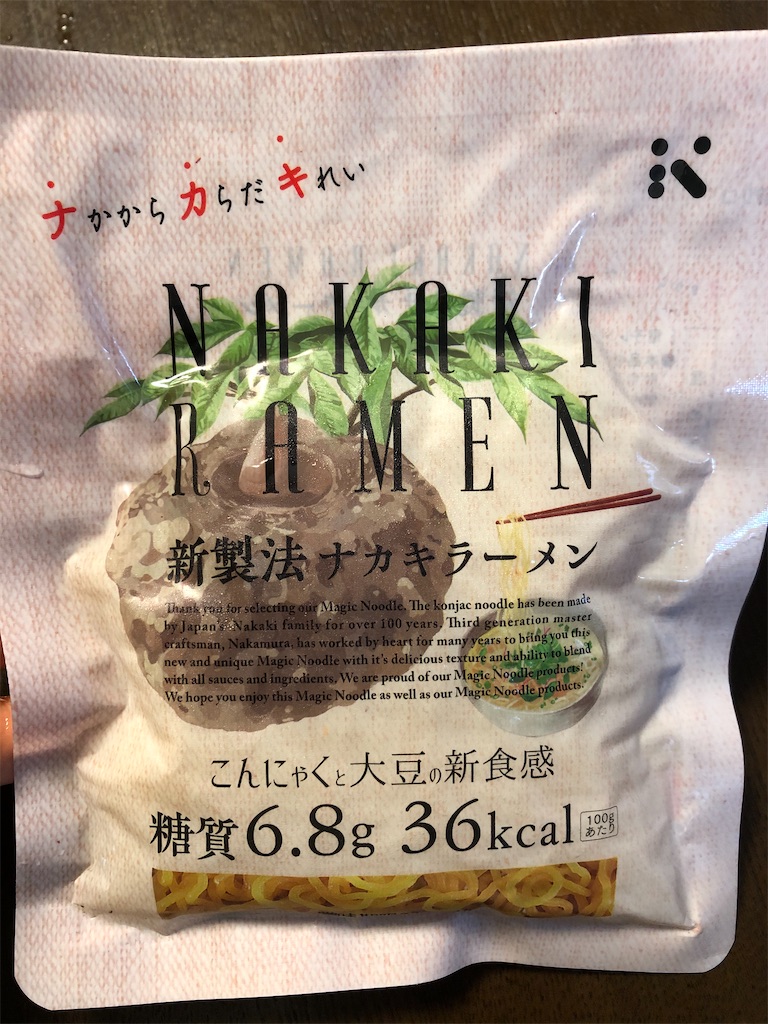 ナかから カらだ キれい
NAKAKI
RAMEN
新製法 ナカキラーメン
Thank you for selecting our Magic Noodle. The konjac noodle has been made
by Japan's Nakaki family for over 100 years. Third generation master
craftsman, Nakamura, has worked by heart for many years to bring you this
new and unique Magic Noodle with it's delicious texture and ability to blend
with all sauces and ingredients. We are proud of our Magic Noodle products!
We hope you enjoy this Magic Noodle as well as our Magic Noodle products.
こんにゃくと大豆の新食感
糖質6.8g 36kcal 100gあたり